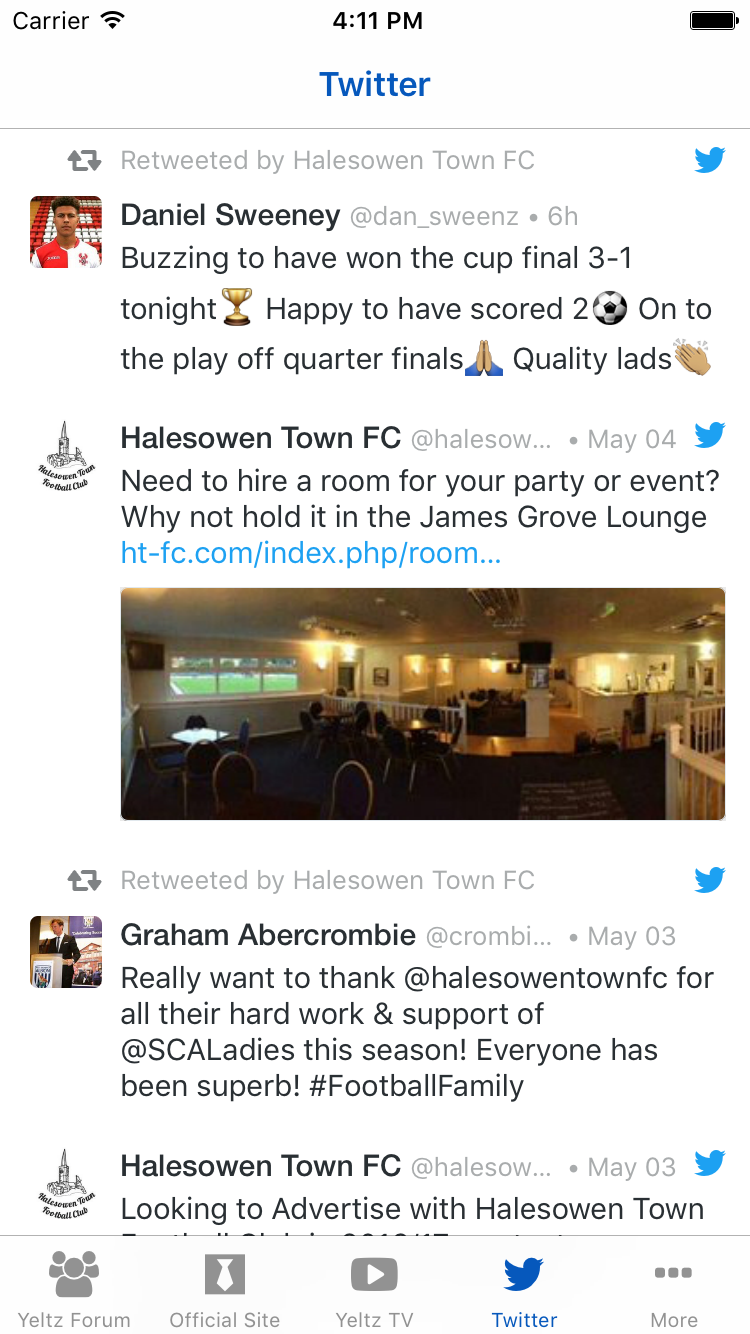 Carrier 4:11 PM
Twitter
Retweeted by Halesowen Town FC
Daniel Sweeney @dan_sweenz • 6h
Buzzing to have won the cup final 3-1
tonight🏆 Happy to have scored 2⚽ On to
the play off quarter finals🙏🏽 Quality lads👏🏽
Halesowen Town FC @halesow... • May 04
Halesowen Town
Football Club
Need to hire a room for your party or event?
Why not hold it in the James Grove Lounge
ht-fc.com/index.php/room...
Retweeted by Halesowen Town FC
Graham Abercrombie @crombi... • May 03
Really want to thank @halesowentownfc for
all their hard work & support of
@SCALadies this season! Everyone has
been superb! #FootballFamily
Halesowen Town FC @halesow... • May 03
Halesowen Town
Football Club
Looking to Advertise with Halesowen Town
Yeltz Forum Official Site Yeltz TV Twitter More